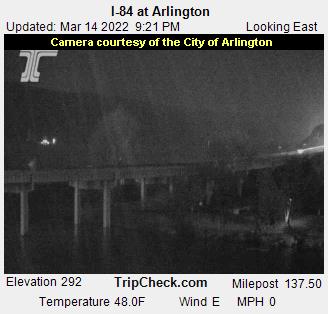 I-84 at Arlington
Updated: Mar 14 2022 9:21 PM Looking East
Camera courtesy of the City of Arlington
Elevation 292 TripCheck.com Milepost 137.50
Temperature 48.0F Wind E MPH 0